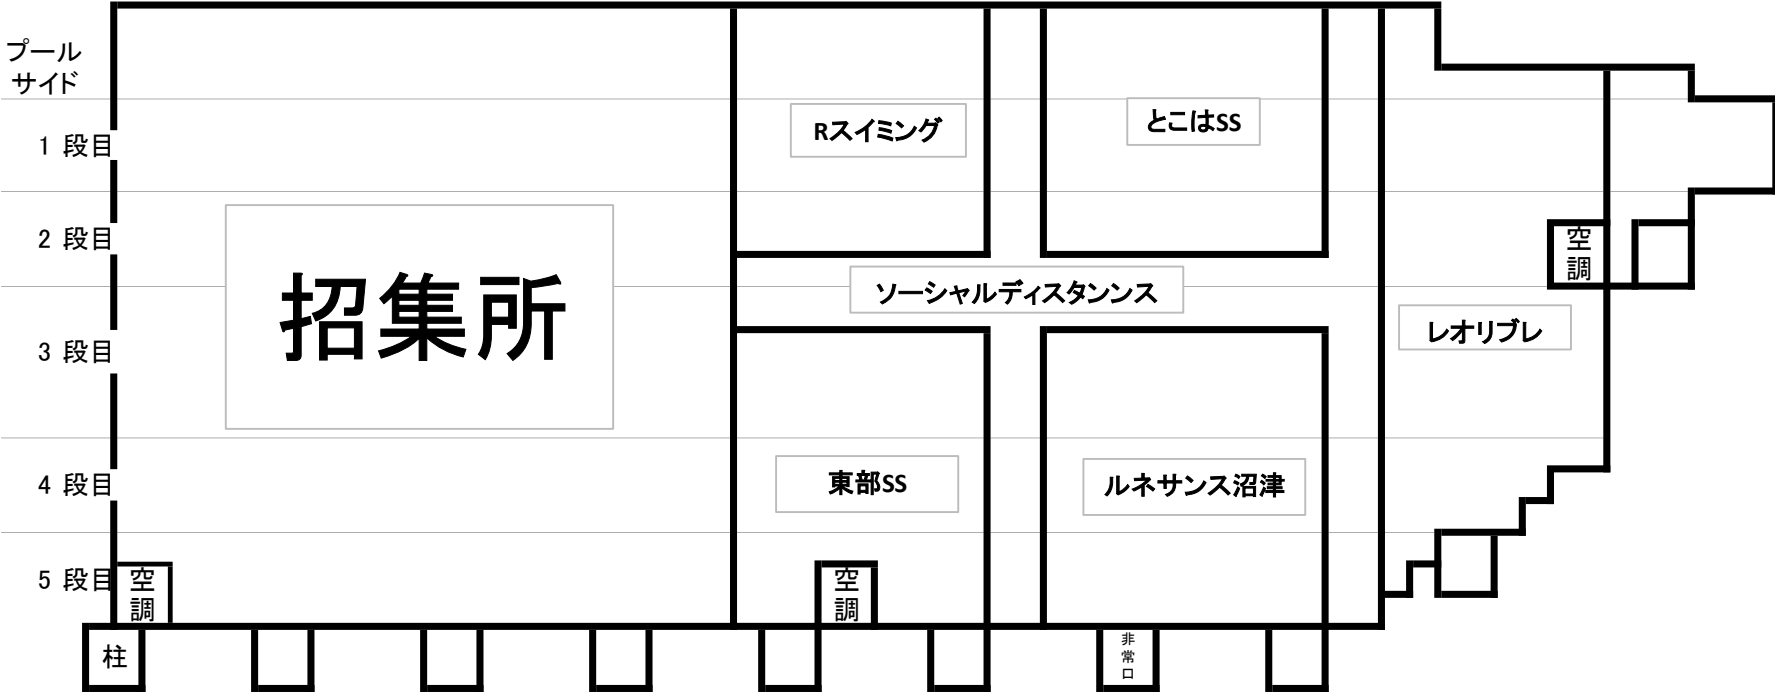 プール
サイド
1 段目
2 段目
3 段目
4 段目
5 段目
招集所
Rスイミング
とこはSS
ソーシャルディスタンンス
レオリブレ
東部SS
ルネサンス沼津
空
調
空
調
空
調
柱
非
常
口